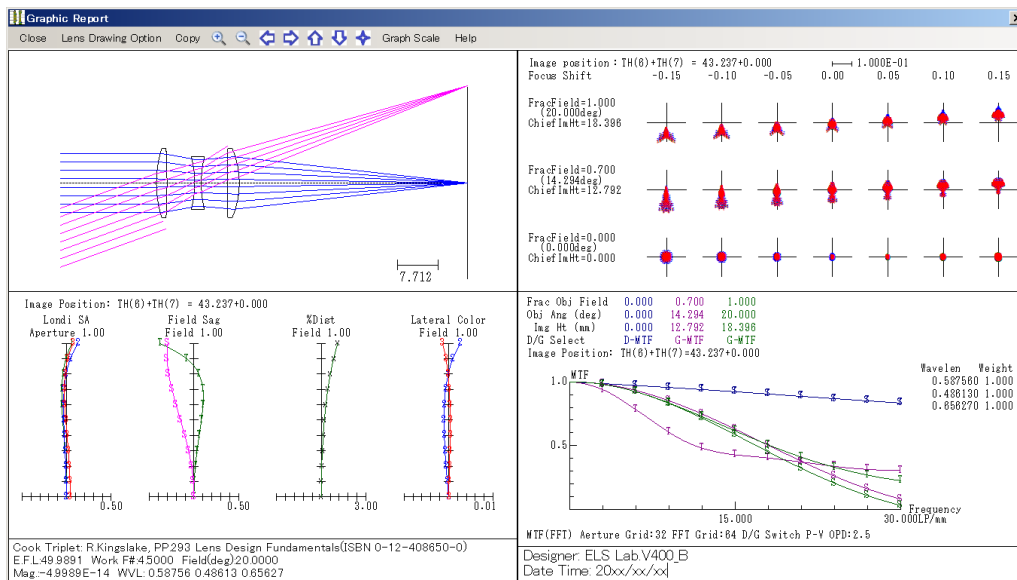 Graphic Report
Close Lens Drawing Option Copy Graph Scale Help
7.712
Image position : TH(6)+TH(7) = 43.237+0.000 1.000E-01
Focus Shift -0.15 -0.10 -0.05 0.00 0.05 0.10 0.15
FracField=1.000
(20.000deg)
ChiefImHt=18.396
FracField=0.700
(14.294deg)
ChiefImHt=12.792
FracField=0.000
(0.000deg)
ChiefImHt=0.000
Image Position: TH(6)+TH(7) = 43.237+0.000
Londi SA Field Sag %Dist Lateral Color
Aperture 1.00 Field 1.00 Field 1.00 Field 1.00
0.50 0.50 3.00 0.01
Frac Obj Field 0.000 0.700 1.000
Obj Ang (deg) 0.000 14.294 20.000
Img Ht (mm) 0.000 12.792 18.396
D/G Select D-MTF G-MTF G-MTF
Image Position: TH(6)+TH(7)=43.237+0.000
Wavelen Weight
0.587560 1.000
0.486130 1.000
0.656270 1.000
MTF
1.0
0.5
Frequency
15.000 30.000LP/mm
MTF(FFT) Aerture Grid:32 FFT Grid:64 D/G Switch P-V OPD:2.5
Cook Triplet: R.Kingslake, PP.293 Lens Design Fundamentals(ISBN 0-12-408650-0)
E.F.L:49.9891 Work F#:4.5000 Field(deg):20.0000
Mag.:-4.9989E-14 WVL: 0.58756 0.48613 0.65627
Designer: ELS Lab.V400_B
Date Time: 20xx/xx/xx